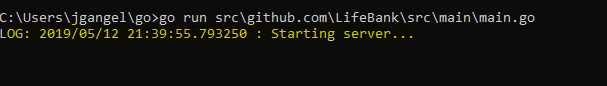 C:\Users\jgangel\go>go run src\github.com\LifeBank\src\main\main.go
LOG: 2019/05/12 21:39:55.793250 : Starting server...